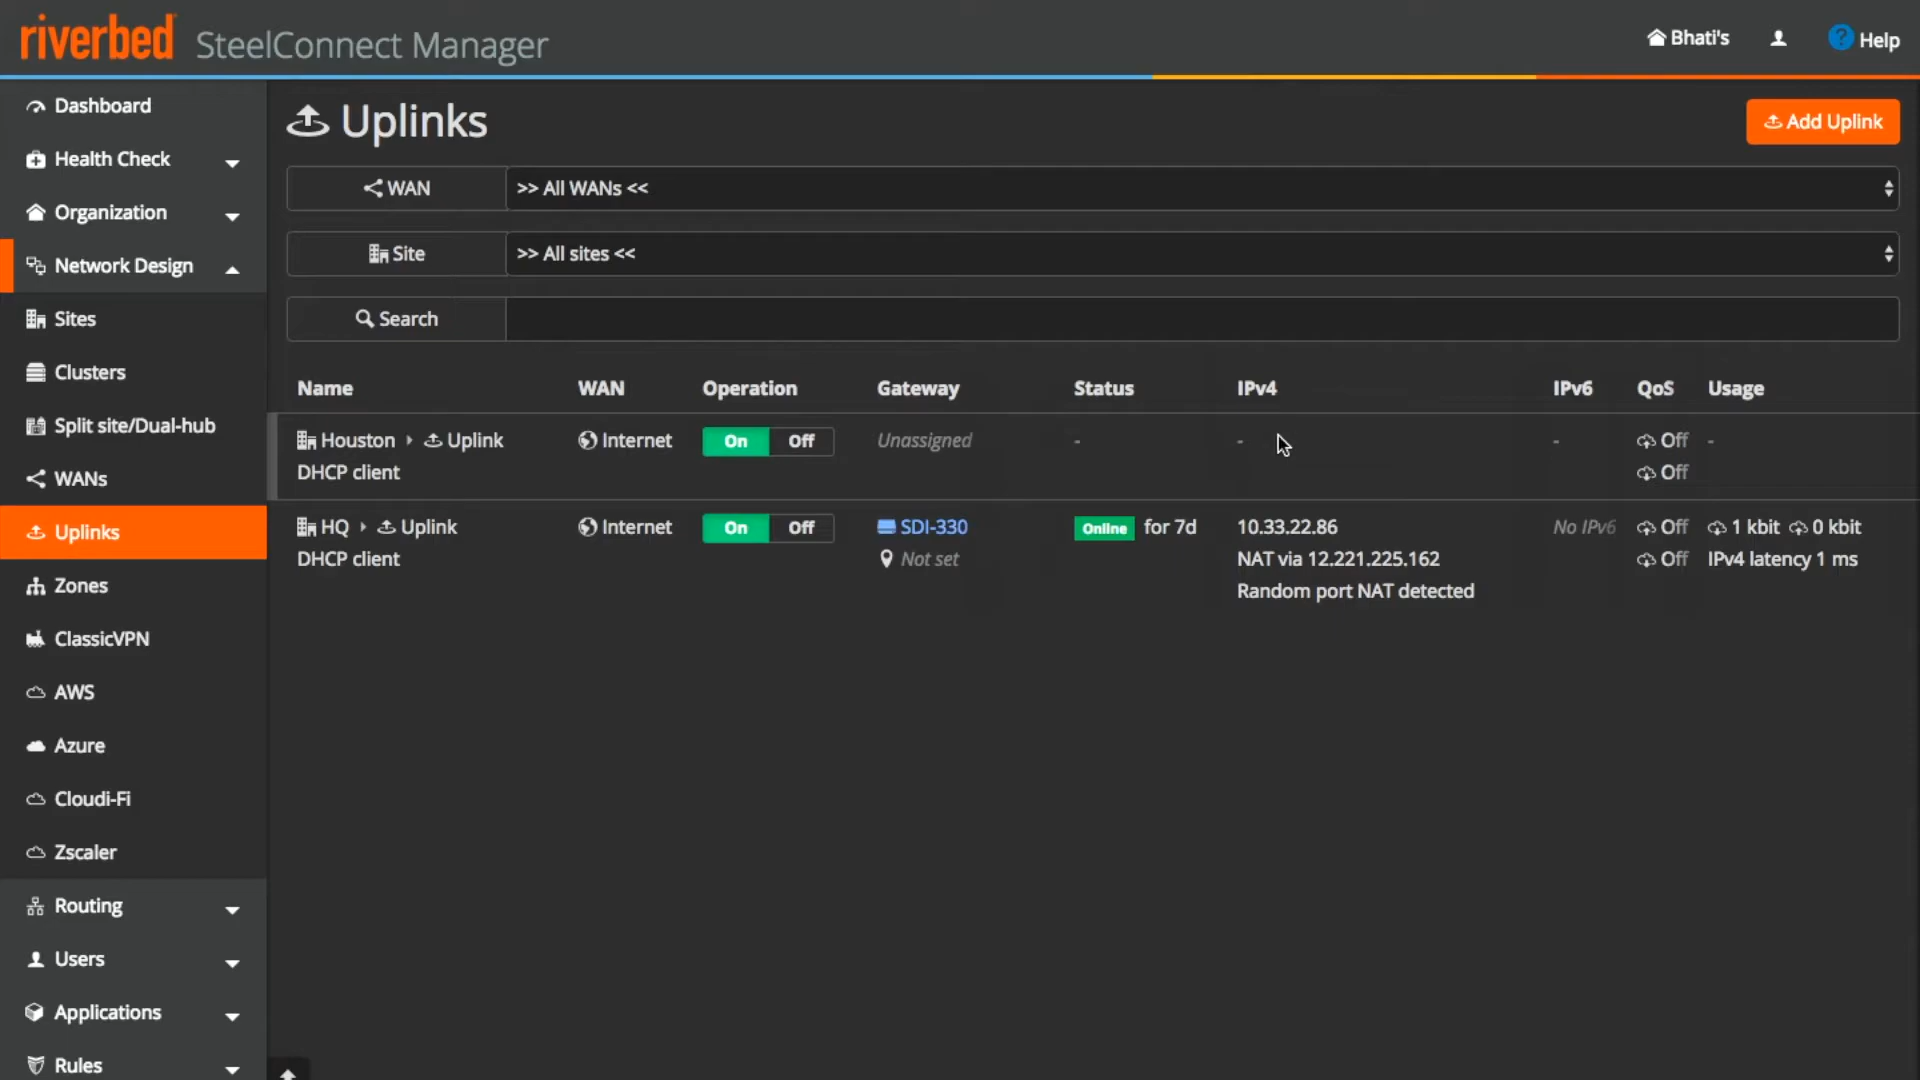 riverbed SteelConnect Manager
Bhati's
Help
Dashboard
Health Check
Organization
Network Design
Sites
Clusters
Split site/Dual-hub
WANs
Uplinks
Zones
ClassicVPN
AWS
Azure
Cloudi-Fi
Zscaler
Routing
Users
Applications
Rules
Uplinks
Add Uplink
WAN >> All WANs <<
Site >> All sites <<
Search
Name WAN Operation Gateway Status IPv4 IPv6 QoS Usage
Houston Uplink Internet On Off Unassigned - - - Off -
DHCP client Off
HQ Uplink Internet On Off SDI-330 Online for 7d 10.33.22.86 No IPv6 Off 1 kbit 0 kbit
DHCP client Not set NAT via 12.221.225.162 Off IPv4 latency 1 ms
Random port NAT detected